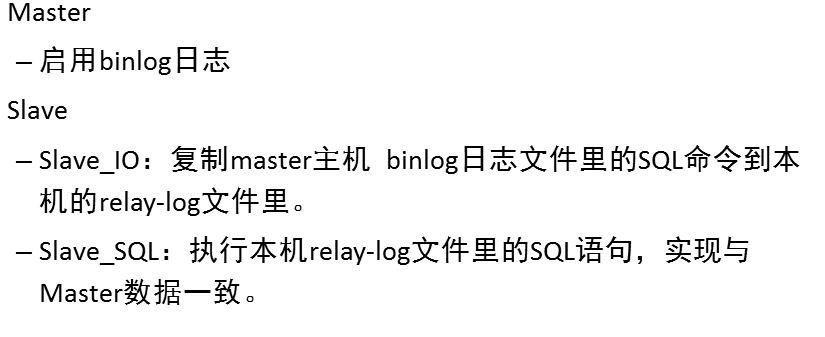 Master
– 启用binlog日志
Slave
– Slave_IO：复制master主机 binlog日志文件里的SQL命令到本
机的relay-log文件里。
– Slave_SQL：执行本机relay-log文件里的SQL语句，实现与
Master数据一致。